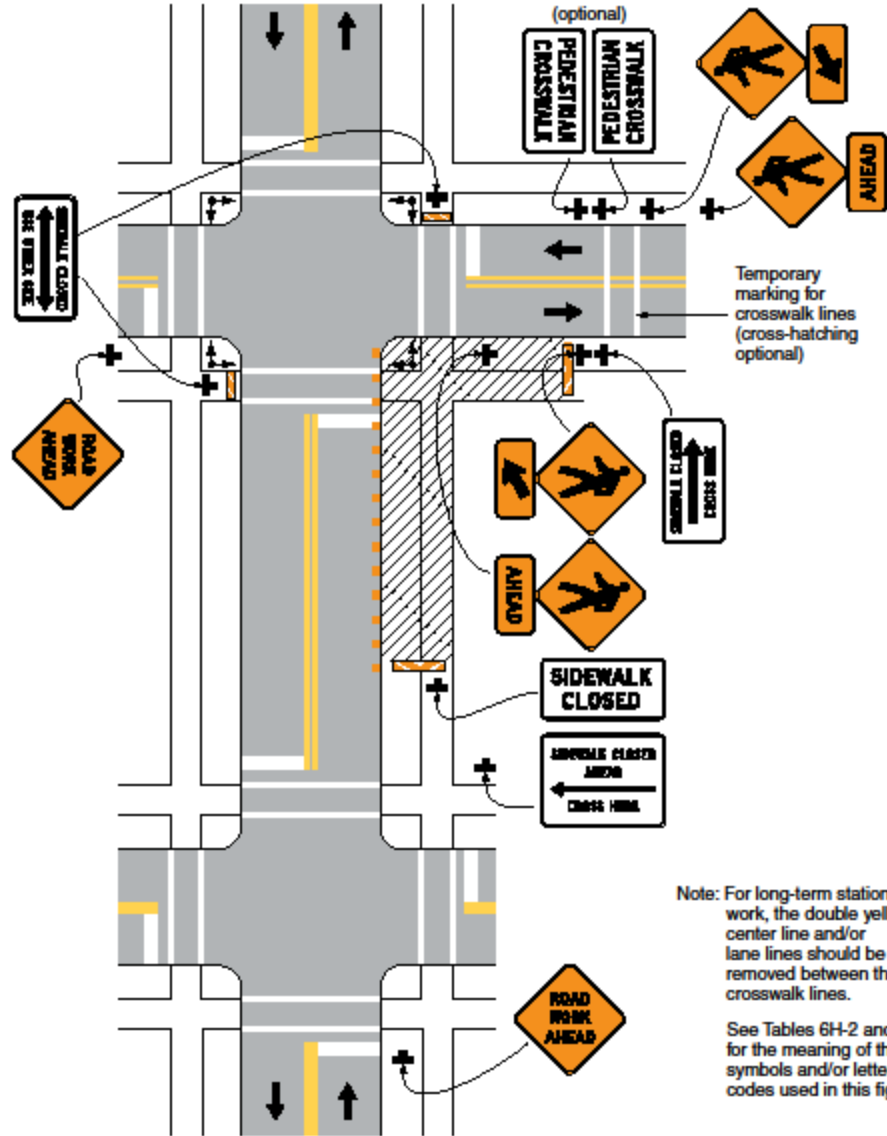 (optional)
PEDESTRIAN
CROSSWALK
PEDESTRIAN
CROSSWALK
AHEAD
SIDEWALK CLOSED
USE OTHER SIDE
Temporary
marking for
crosswalk lines
(cross-hatching
optional)
ROAD
WORK
AHEAD
SIDEWALK CLOSED
CROSS HERE
AHEAD
SIDEWALK
CLOSED
SIDEWALK CLOSED
AHEAD
CROSS HERE
Note: For long-term station
work, the double yell
center line and/or
lane lines should be
removed between th
crosswalk lines.
ROAD
WORK
AHEAD
See Tables 6H-2 and
for the meaning of th
symbols and/or lette
codes used in this fig